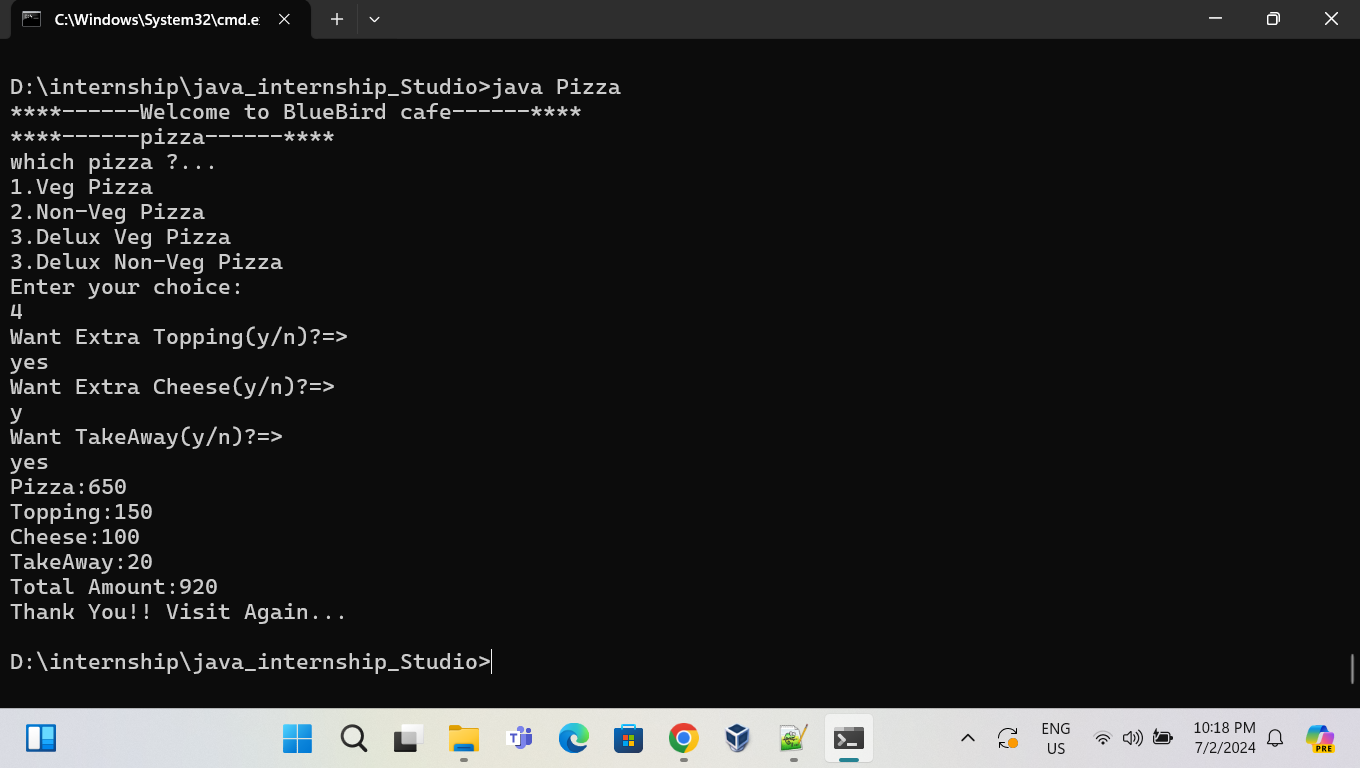 C:\Windows\System32\cmd.e
D:\internship\java_internship_Studio>java Pizza
****------Welcome to BlueBird cafe------****
****------pizza------****
which pizza ?...
1.Veg Pizza
2.Non-Veg Pizza
3.Delux Veg Pizza
3.Delux Non-Veg Pizza
Enter your choice:
4
Want Extra Topping(y/n)?=>
yes
Want Extra Cheese(y/n)?=>
y
Want TakeAway(y/n)?=>
yes
Pizza:650
Topping:150
Cheese:100
TakeAway:20
Total Amount:920
Thank You!! Visit Again...
D:\internship\java_internship_Studio>
ENG
US
10:18 PM
7/2/2024
PRE